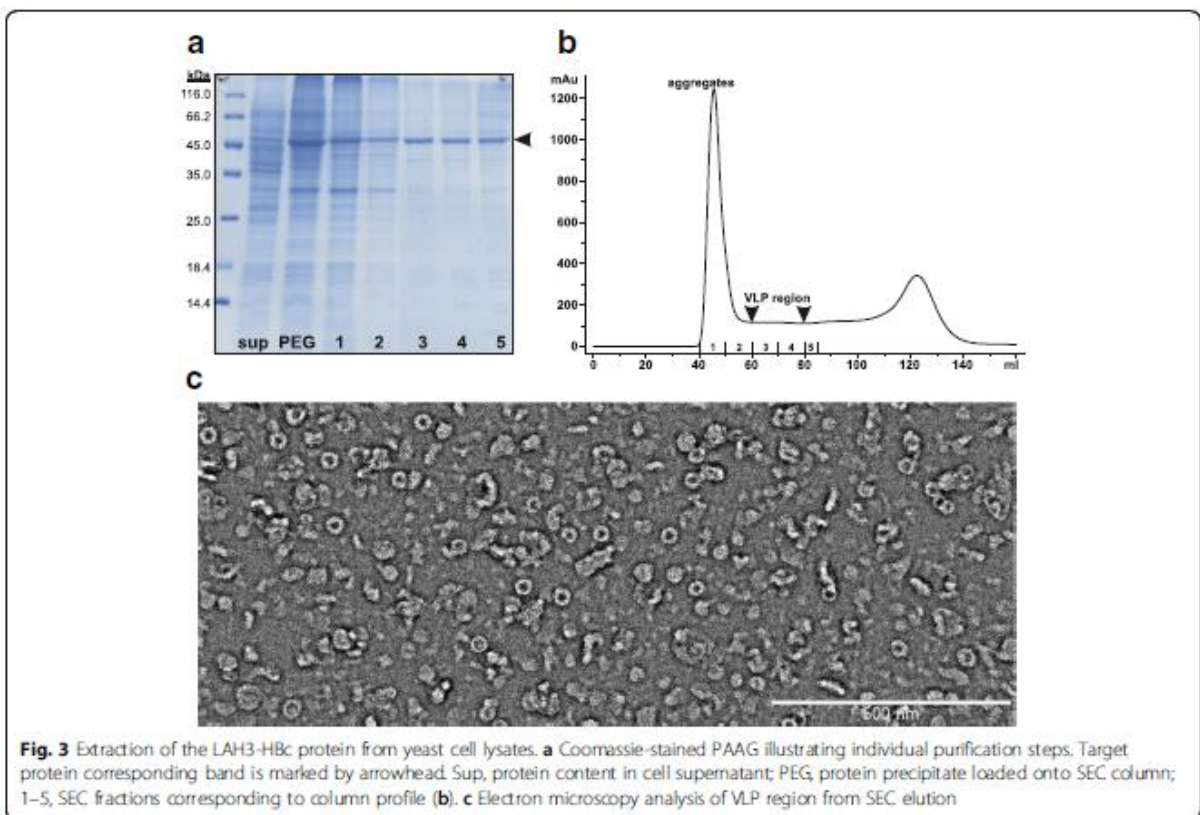 a
kDa
116.0
66.2
45.0
35.0
25.0
18.4
14.4
sup PEG 1 2 3 4 5
b
mAu
aggregates
1200
1000
800
600
400
200
0
VLP region
1 2 3 4 5
0 20 40 60 80 100 120 140 ml
c
500 nm
Fig. 3 Extraction of the LAH3-HBc protein from yeast cell lysates. a Coomassie-stained PAAG illustrating individual purification steps. Target
protein corresponding band is marked by arrowhead. Sup, protein content in cell supernatant; PEG, protein precipitate loaded onto SEC column;
1–5, SEC fractions corresponding to column profile (b). c Electron microscopy analysis of VLP region from SEC elution